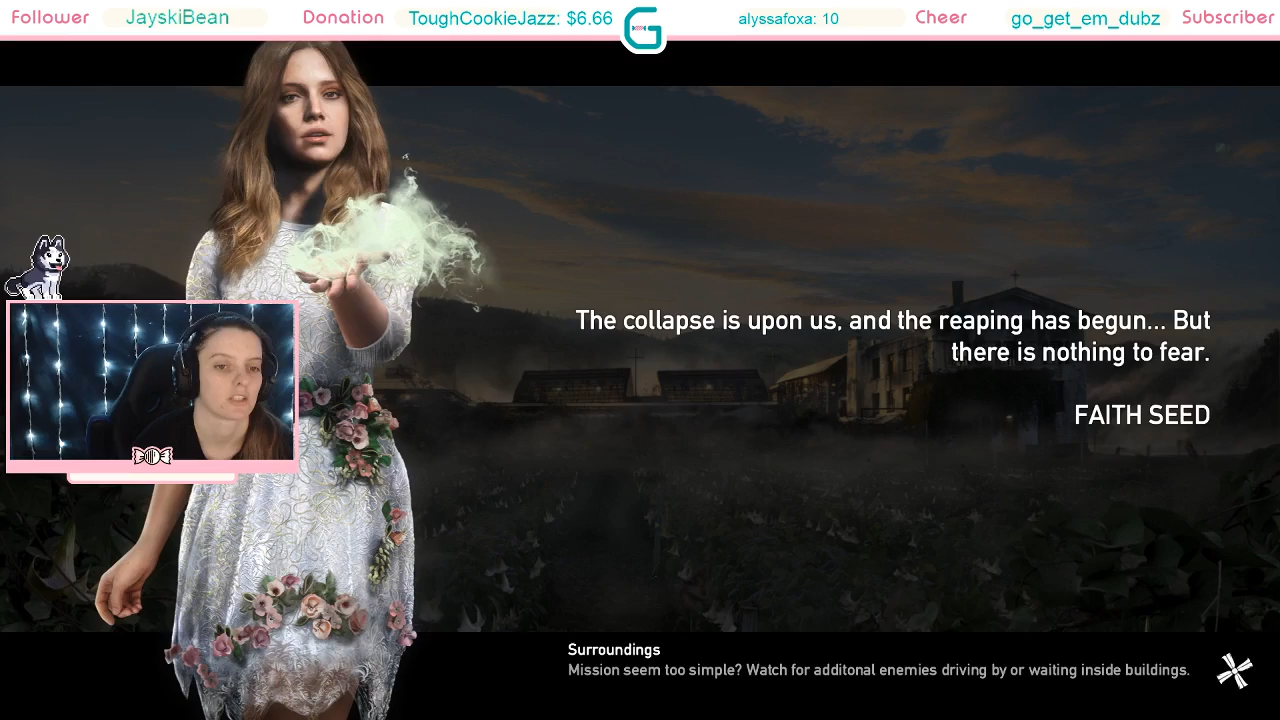 Follower JayskiBean Donation ToughCookieJazz: $6.66 G alyssafoxa: 10 Cheer go_get_em_dubz Subscriber
The collapse is upon us, and the reaping has begun... But
there is nothing to fear.
FAITH SEED
Surroundings
Mission seem too simple? Watch for additonal enemies driving by or waiting inside buildings.